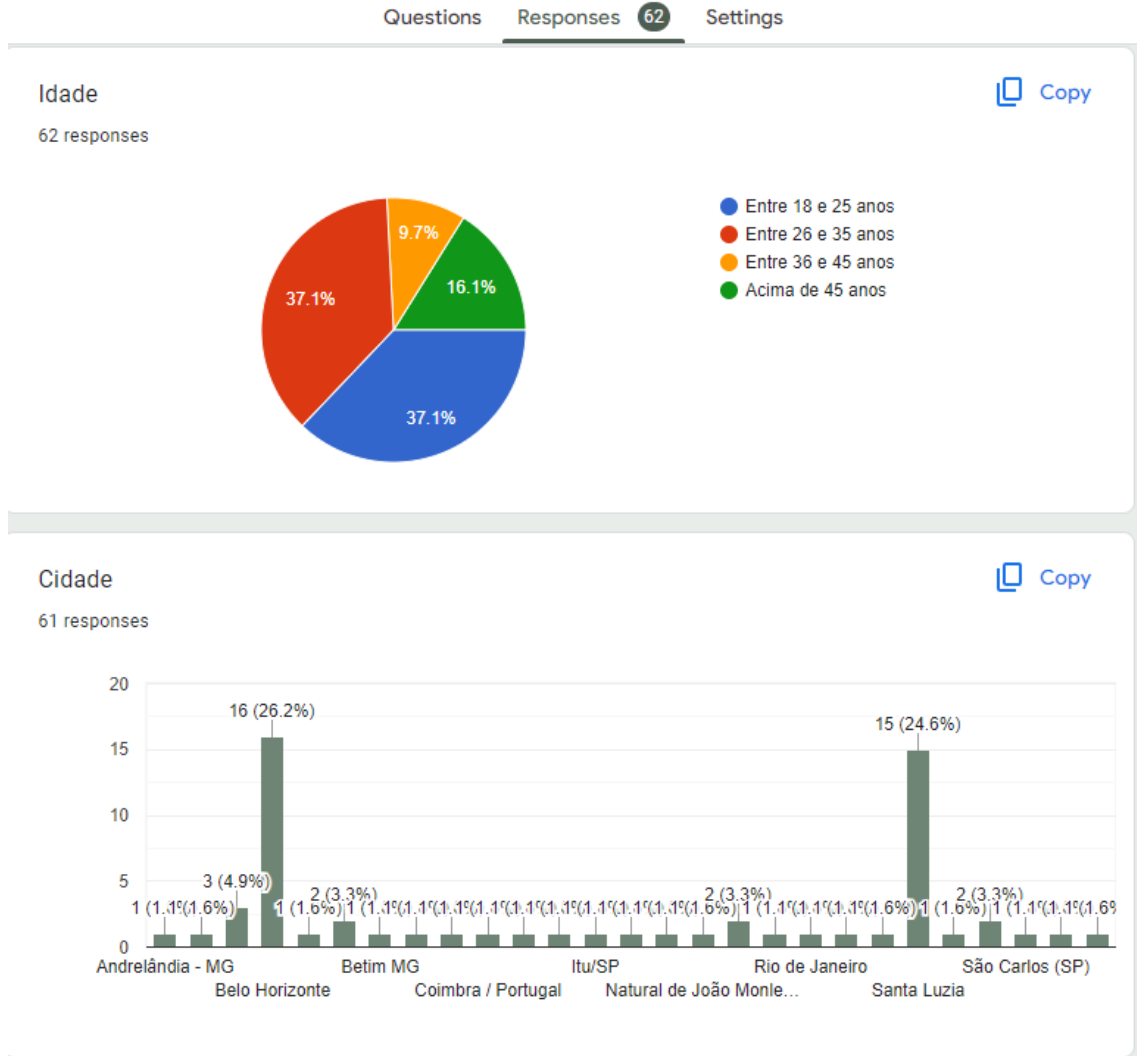 Questions Responses 62 Settings
Idade
Copy
62 responses
Entre 18 e 25 anos
Entre 26 e 35 anos
Entre 36 e 45 anos
Acima de 45 anos
9.7%
16.1%
37.1%
37.1%
Cidade
Copy
61 responses
20
15
10
5
0
16 (26.2%)
15 (24.6%)
3 (4.9%)
2 (3.3%)
2 (3.3%)
2 (3.3%)
Andrelândia - MG Betim MG Itu/SP Rio de Janeiro São Carlos (SP)
Belo Horizonte Coimbra / Portugal Natural de João Monle... Santa Luzia